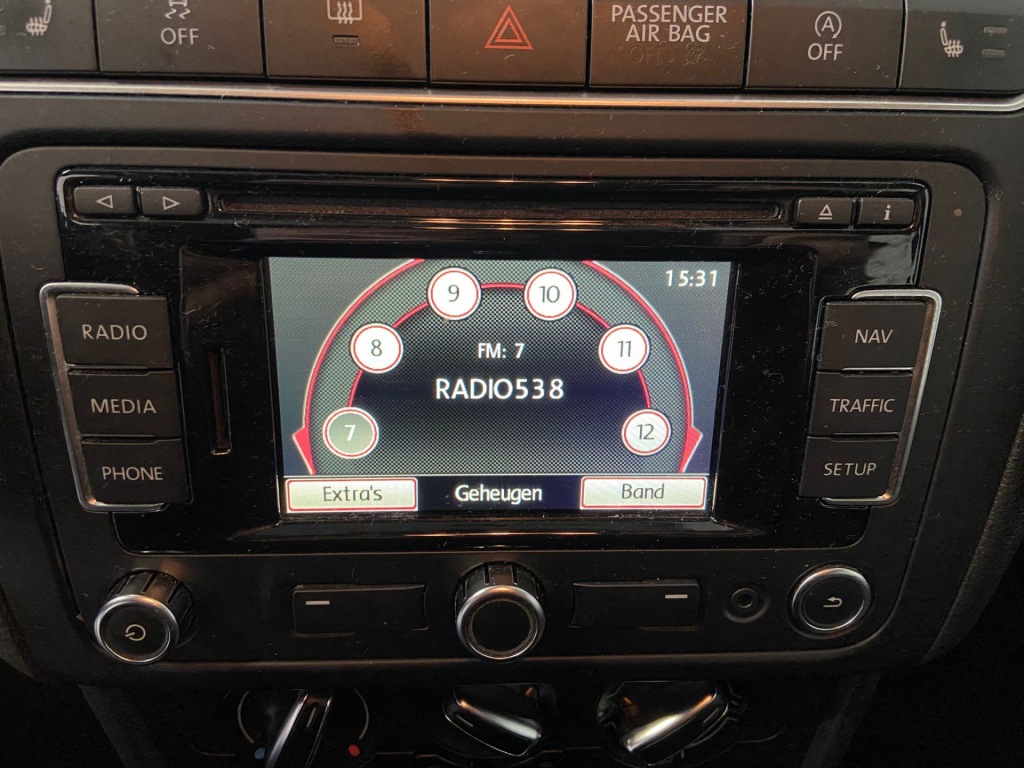 OFF
PASSENGER
AIR BAG
OFF
A
OFF
i
15:31
9
10
8
11
7
12
FM: 7
RADIO538
Extra's
Geheugen
Band
RADIO
MEDIA
PHONE
NAV
TRAFFIC
SETUP